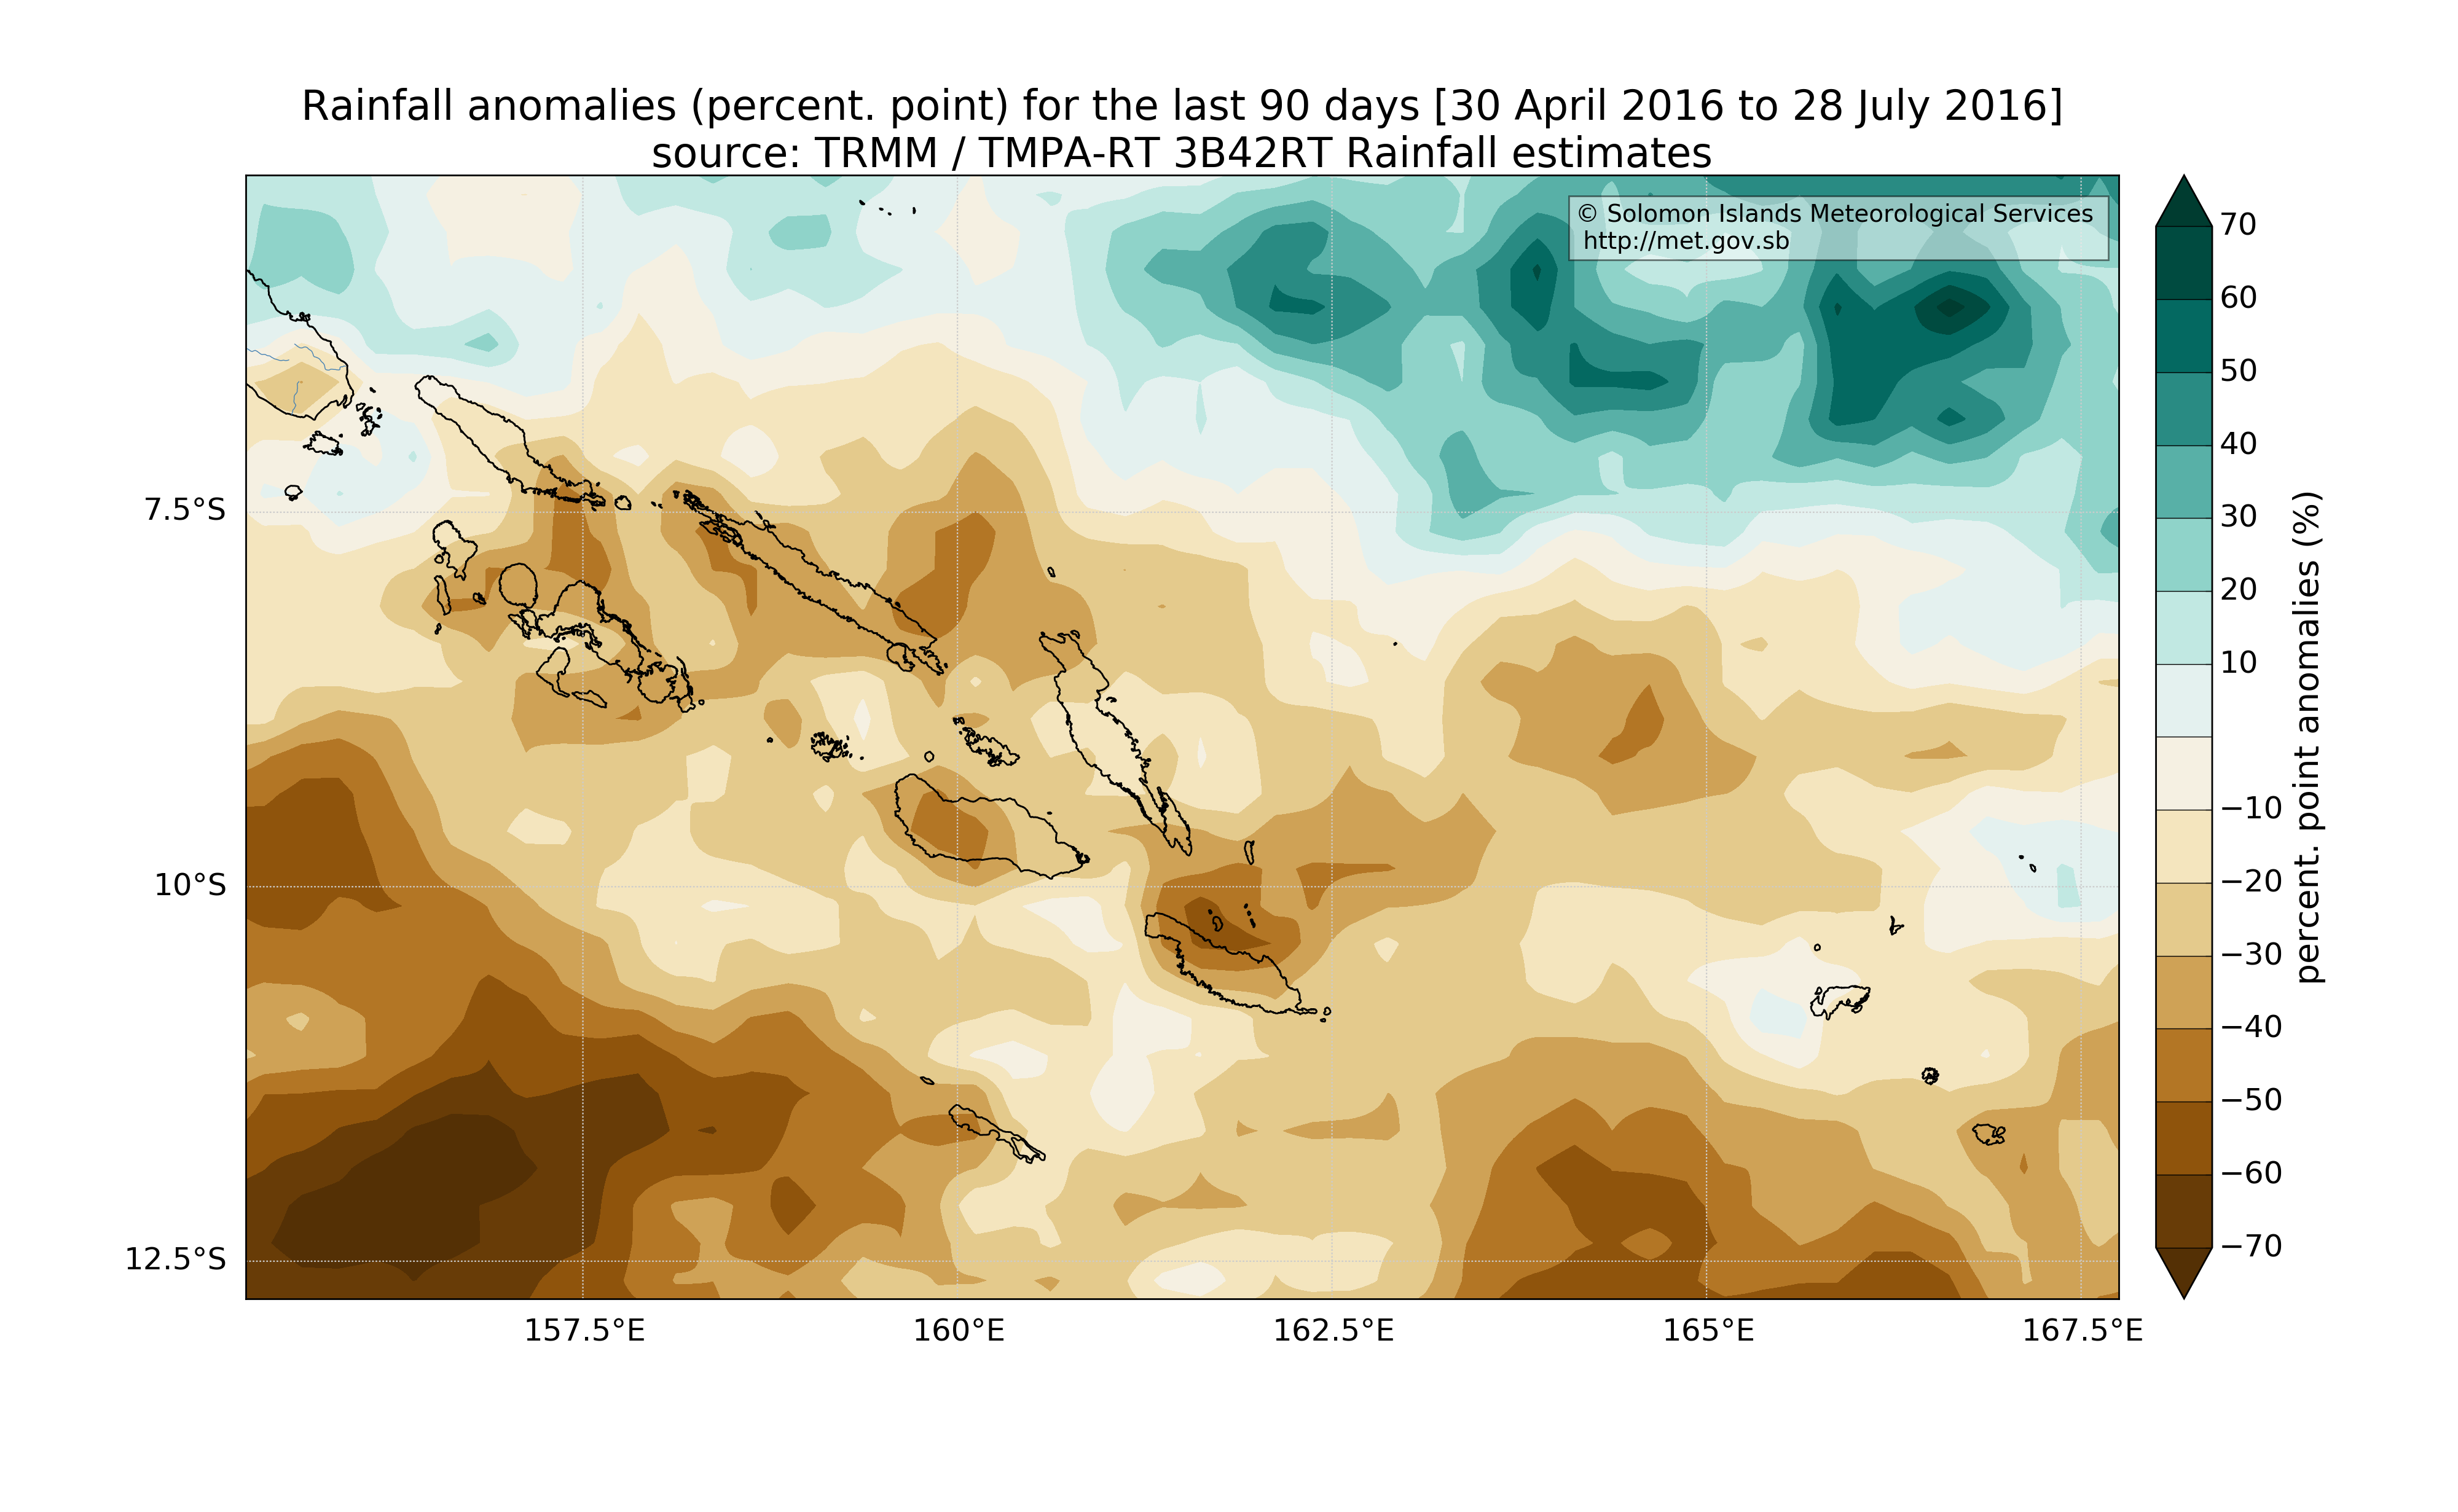 Rainfall anomalies (percent. point) for the last 90 days [30 April 2016 to 28 July 2016]
source: TRMM / TMPA-RT 3B42RT Rainfall estimates
© Solomon Islands Meteorological Services
http://met.gov.sb
7.5°S
10°S
12.5°S
157.5°E
160°E
162.5°E
165°E
167.5°E
70
60
50
40
30
20
10
−10
−20
−30
−40
−50
−60
−70
percent. point anomalies (%)